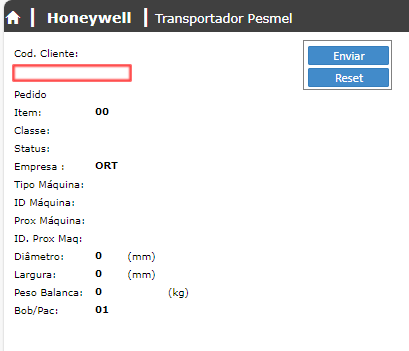 Honeywell Transportador Pesmel
Cod. Cliente:
Enviar
Reset
Pedido
Item: 00
Classe:
Status:
Empresa : ORT
Tipo Máquina:
ID Máquina:
Prox Máquina:
ID. Prox Maq:
Diâmetro: 0 (mm)
Largura: 0 (mm)
Peso Balanca: 0 (kg)
Bob/Pac: 01